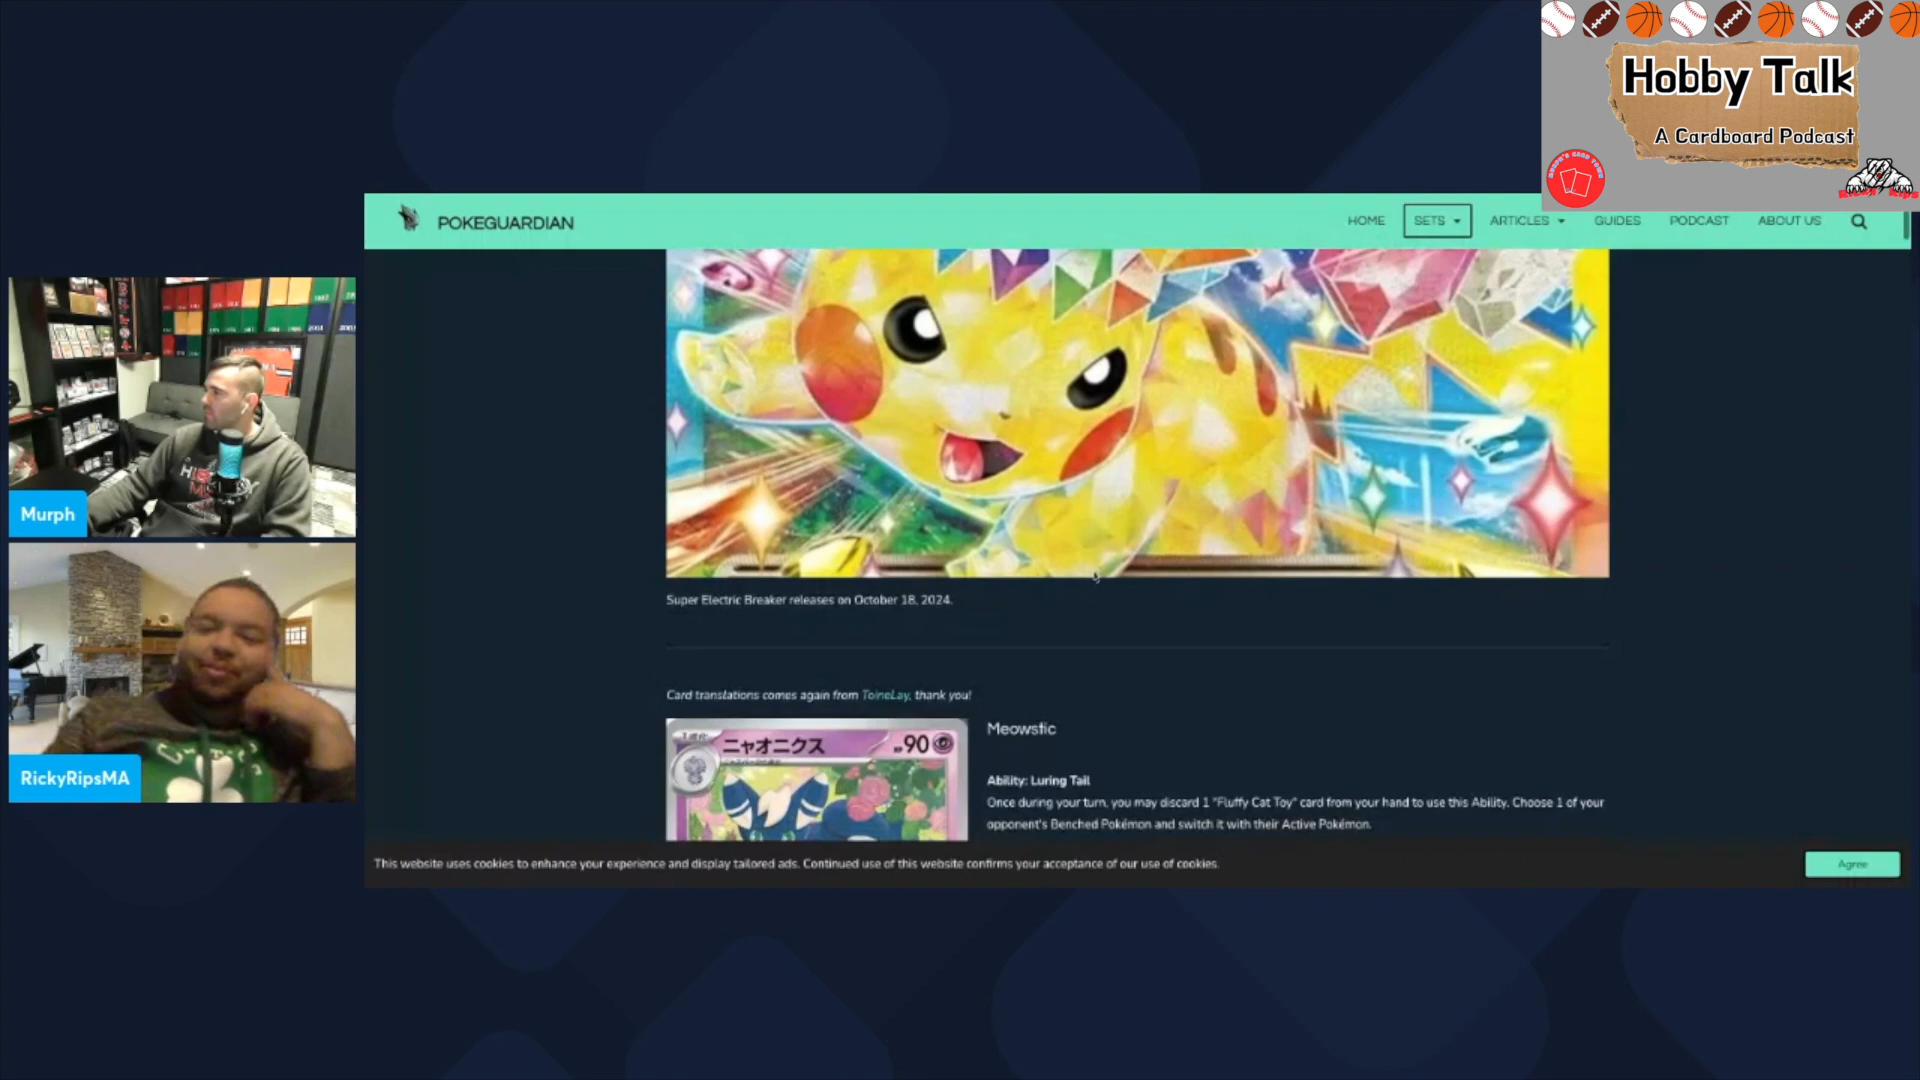 Hobby Talk
A Cardboard Podcast
POKEGUARDIAN
HOME SETS ARTICLES GUIDES PODCAST ABOUT US
Murph
RickyRipsMA
Super Electric Breaker releases on October 18, 2024.
Card translations comes again from ToineLay, thank you!
ニャオニクス
HP 90
Meowstic
Ability: Luring Tail
Once during your turn, you may discard 1 "Fluffy Cat Toy" card from your hand to use this Ability. Choose 1 of your
opponent's Benched Pokémon and switch it with their Active Pokémon.
This website uses cookies to enhance your experience and display tailored ads. Continued use of this website confirms your acceptance of our use of cookies.
Agree